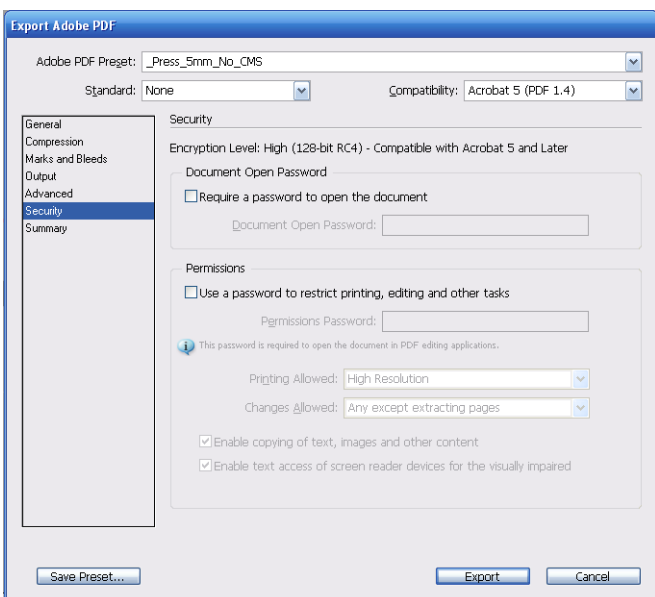 Export Adobe PDF
Adobe PDF Preset: _Press_5mm_No_CMS
Standard: None Compatibility: Acrobat 5 (PDF 1.4)
General
Compression
Marks and Bleeds
Output
Advanced
Security
Summary
Security
Encryption Level: High (128-bit RC4) - Compatible with Acrobat 5 and Later
Document Open Password
Require a password to open the document
Document Open Password:
Permissions
Use a password to restrict printing, editing and other tasks
Permissions Password:
This password is required to open the document in PDF editing applications.
Printing Allowed: High Resolution
Changes Allowed: Any except extracting pages
Enable copying of text, images and other content
Enable text access of screen reader devices for the visually impaired
Save Preset... Export Cancel